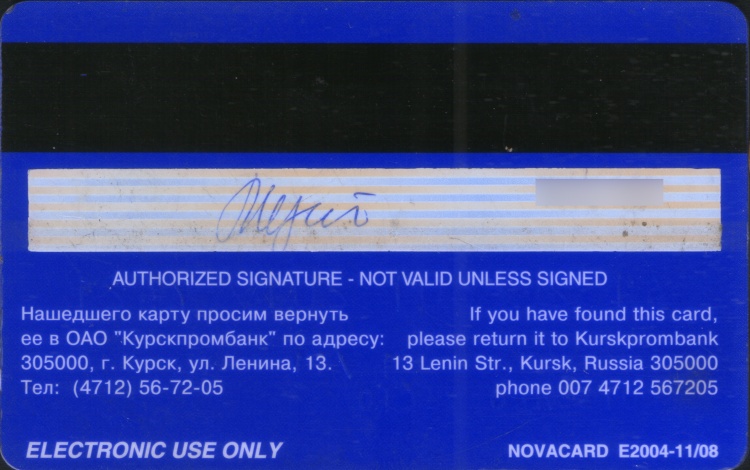 AUTHORIZED SIGNATURE - NOT VALID UNLESS SIGNED
Нашедшего карту просим вернуть
ее в ОАО "Курскпромбанк" по адресу:
305000, г. Курск, ул. Ленина, 13.
Тел: (4712) 56-72-05
If you have found this card,
please return it to Kurskprombank
13 Lenin Str., Kursk, Russia 305000
phone 007 4712 567205
ELECTRONIC USE ONLY
NOVACARD E2004-11/08